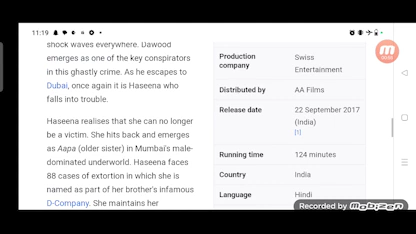 11:19
shock waves everywhere. Dawood
emerges as one of the key conspirators
in this ghastly crime. As he escapes to
Dubai, once again it is Haseena who
falls into trouble.
Haseena realises that she can no longer
be a victim. She hits back and emerges
as Aapa (older sister) in Mumbai's male-
dominated underworld. Haseena faces
88 cases of extortion in which she is
named as part of her brother's infamous
D-Company. She maintains her
Production company Swiss Entertainment
Distributed by AA Films
Release date 22 September 2017 (India) [1]
Running time 124 minutes
Country India
Language Hindi
Recorded by Mobizen